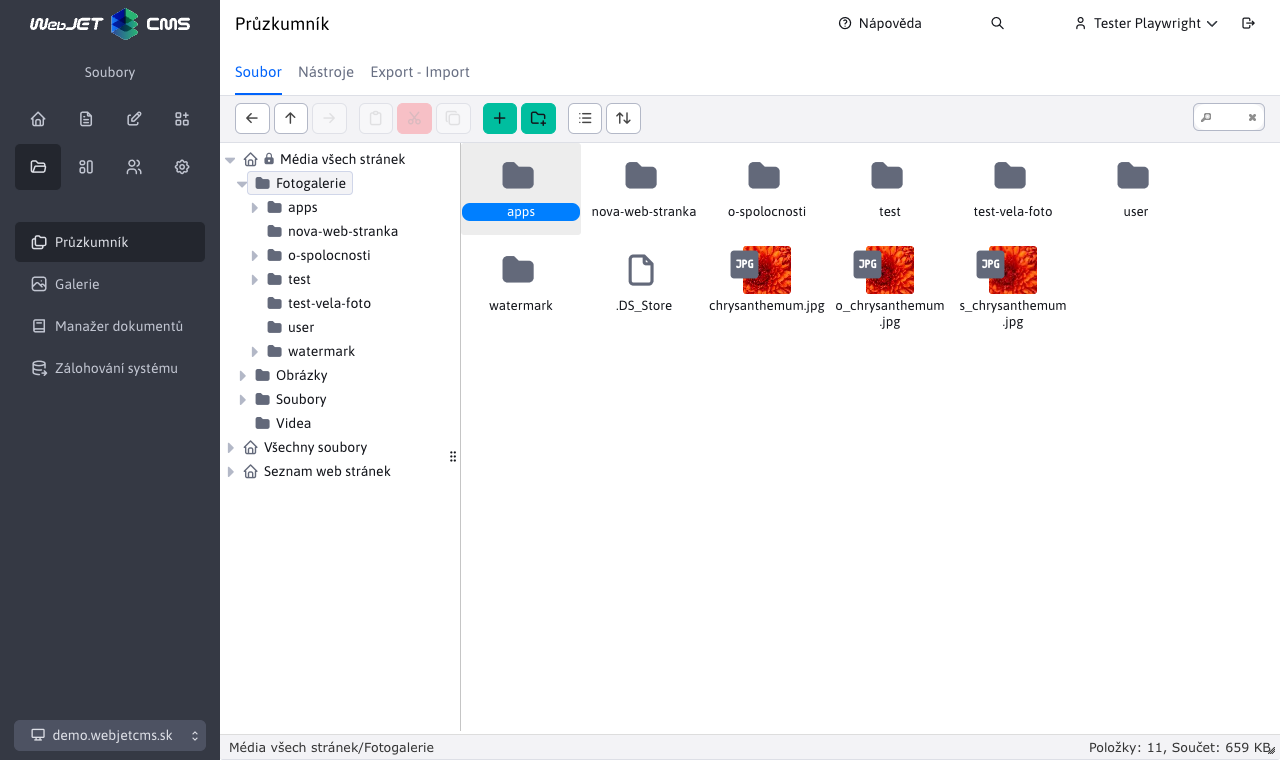 WebJET CMS
Průzkumník
Nápověda
Tester Playwright
Soubory
Soubor
Nástroje
Export - Import
Průzkumník
Galerie
Manažer dokumentů
Zálohování systému
demo.webjetcms.sk
Média všech stránek
Fotogalerie
apps
nova-web-stranka
o-spolocnosti
test
test-vela-foto
user
watermark
Obrázky
Soubory
Videa
Všechny soubory
Seznam web stránek
apps
nova-web-stranka
o-spolocnosti
test
test-vela-foto
user
watermark
.DS_Store
JPG
chrysanthemum.jpg
JPG
o_chrysanthemum
.jpg
JPG
s_chrysanthemum
.jpg
Média všech stránek/Fotogalerie
Položky: 11, Součet: 659 KB